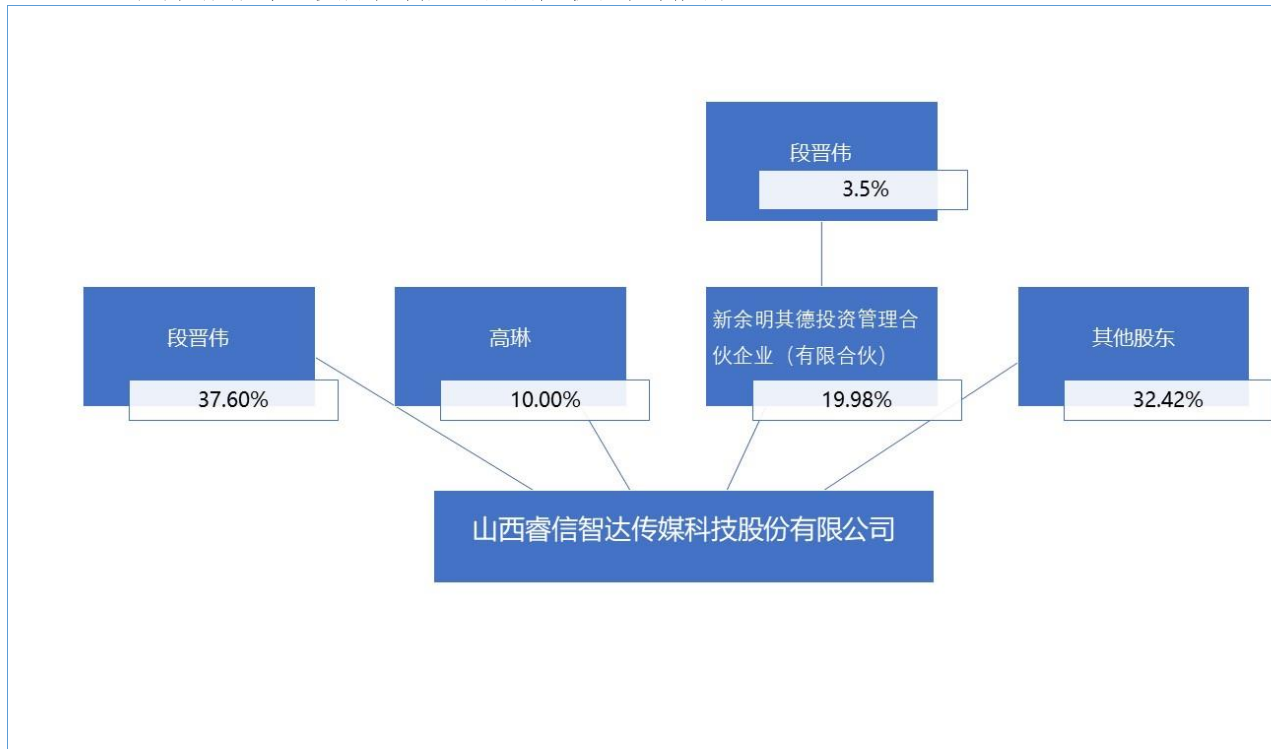 段晋伟
3.5%
段晋伟
37.60%
高琳
10.00%
新余明其德投资管理合
伙企业（有限合伙）
19.98%
其他股东
32.42%
山西睿信智达传媒科技股份有限公司